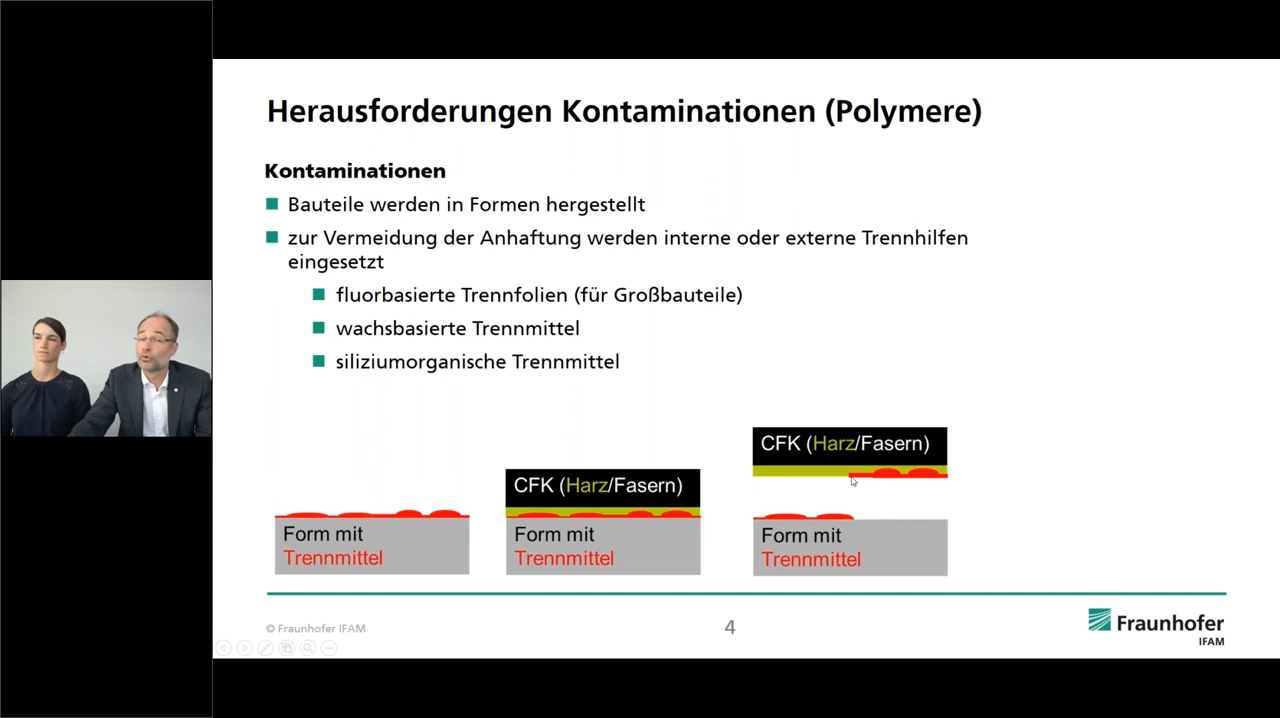 Herausforderungen Kontaminationen (Polymere)
Kontaminationen
Bauteile werden in Formen hergestellt
zur Vermeidung der Anhaftung werden interne oder externe Trennhilfen
eingesetzt
fluorbasierte Trennfolien (für Großbauteile)
wachsbasierte Trennmittel
siliziumorganische Trennmittel
Form mit
Trennmittel
CFK (Harz/Fasern)
Form mit
Trennmittel
CFK (Harz/Fasern)
Form mit
Trennmittel
© Fraunhofer IFAM
4
Fraunhofer
IFAM